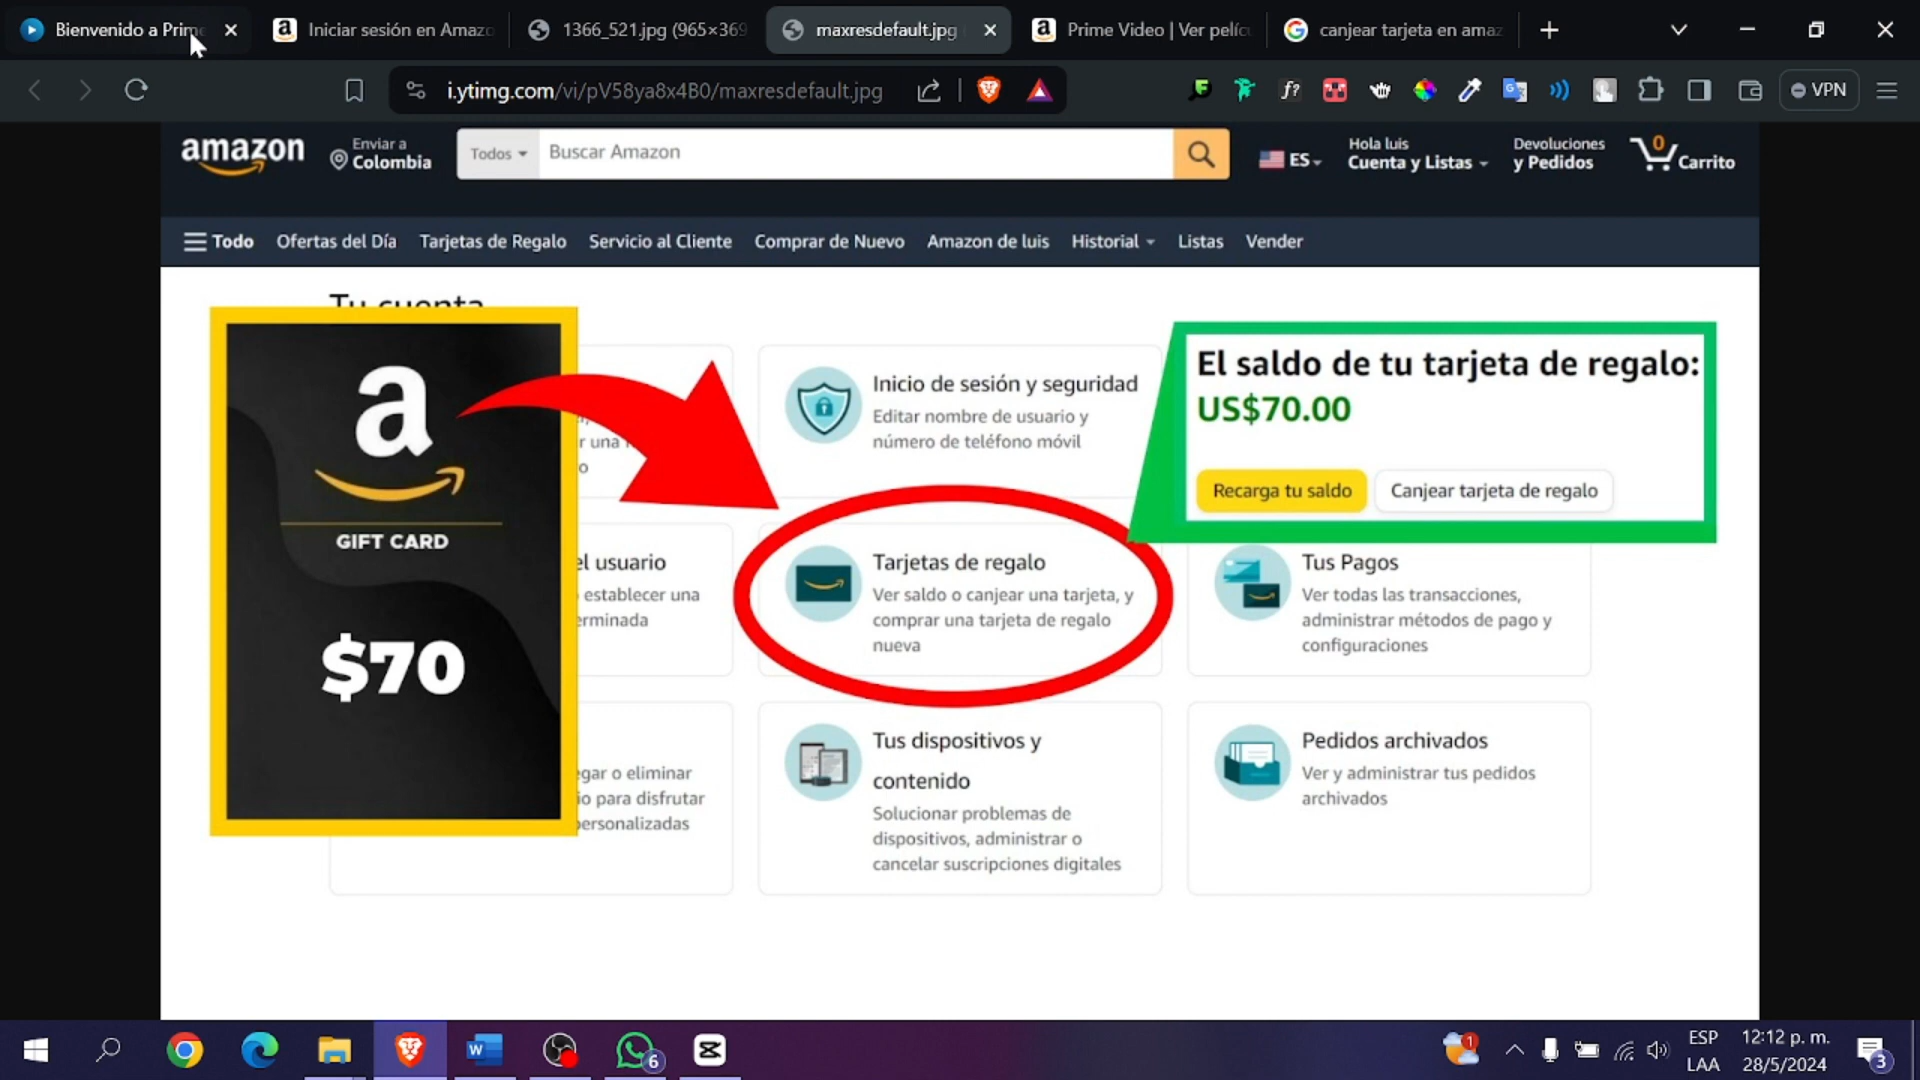 Bienvenido a Prim
Iniciar sesión en Amazo
1366_521.jpg (965×369
maxresdefault.jpg
Prime Video | Ver pelíc
canjear tarjeta en amaz
i.ytimg.com/vi/pV58ya8x4B0/maxresdefault.jpg
VPN
amazon
Enviar a
Colombia
Todos
Buscar Amazon
ES
Hola luis
Cuenta y Listas
Devoluciones
y Pedidos
0
Carrito
Todo
Ofertas del Día
Tarjetas de Regalo
Servicio al Cliente
Comprar de Nuevo
Amazon de luis
Historial
Listas
Vender
Tu cuenta
a
GIFT CARD
$70
r una
o
Inicio de sesión y seguridad
Editar nombre de usuario y
número de teléfono móvil
El saldo de tu tarjeta de regalo:
US$70.00
Recarga tu saldo
Canjear tarjeta de regalo
el usuario
establecer una
erminada
Tarjetas de regalo
Ver saldo o canjear una tarjeta, y
comprar una tarjeta de regalo
nueva
Tus Pagos
Ver todas las transacciones,
administrar métodos de pago y
configuraciones
egar o eliminar
io para disfrutar
personalizadas
Tus dispositivos y
contenido
Solucionar problemas de
dispositivos, administrar o
cancelar suscripciones digitales
Pedidos archivados
Ver y administrar tus pedidos
archivados
6
1
ESP
LAA
12:12 p. m.
28/5/2024
3